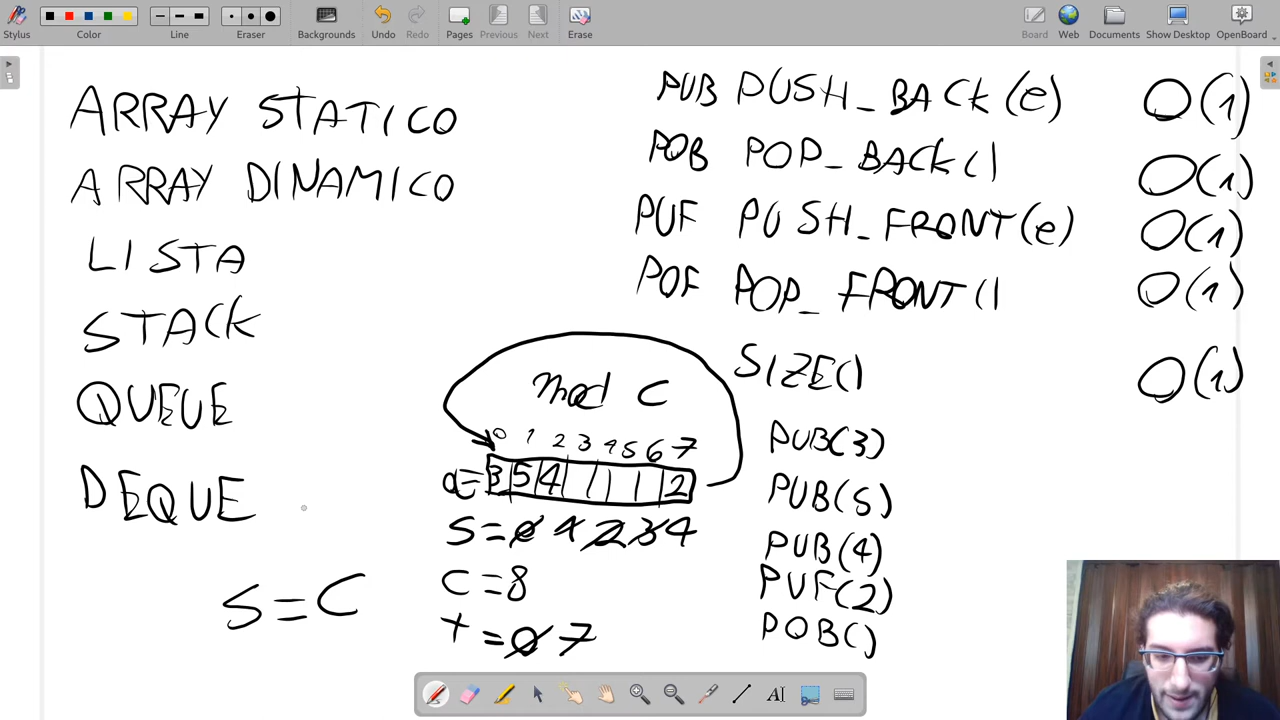 Stylus Color Line Eraser Backgrounds Undo Redo Pages Previous Next Erase Board Web Documents Show Desktop OpenBoard
ARRAY STATICO
ARRAY DINAMICO
LISTA
STACK
QUEUE
DEQUE
S=C
PUB PUSH_BACK(e) O(1)
POB POP_BACK() O(1)
PUF PUSH_FRONT(e) O(1)
POF POP_FRONT() O(1)
SIZE() O(1)
mod C
0 1 2 3 4 5 6 7
a= 3 5 4 2
S=0 1 2 3 4
C=8
T=0 7
PUB(3)
PUB(5)
PUB(4)
PUF(2)
POB()
AI